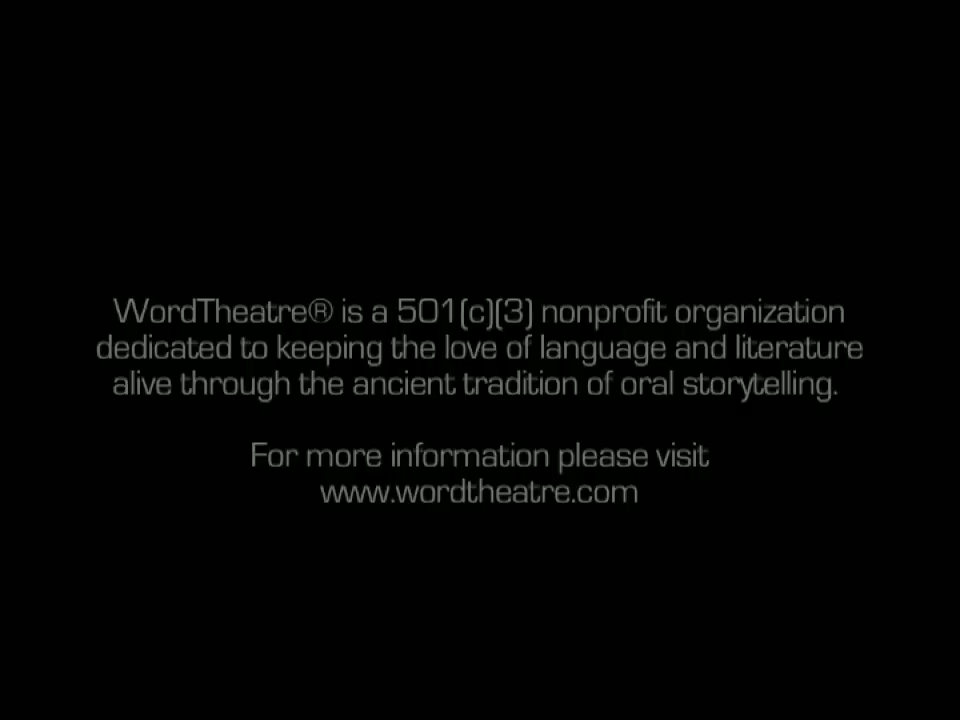 WordTheatre® is a 501(c)(3) nonprofit organization
dedicated to keeping the love of language and literature
alive through the ancient tradition of oral storytelling.
For more information please visit
www.wordtheatre.com